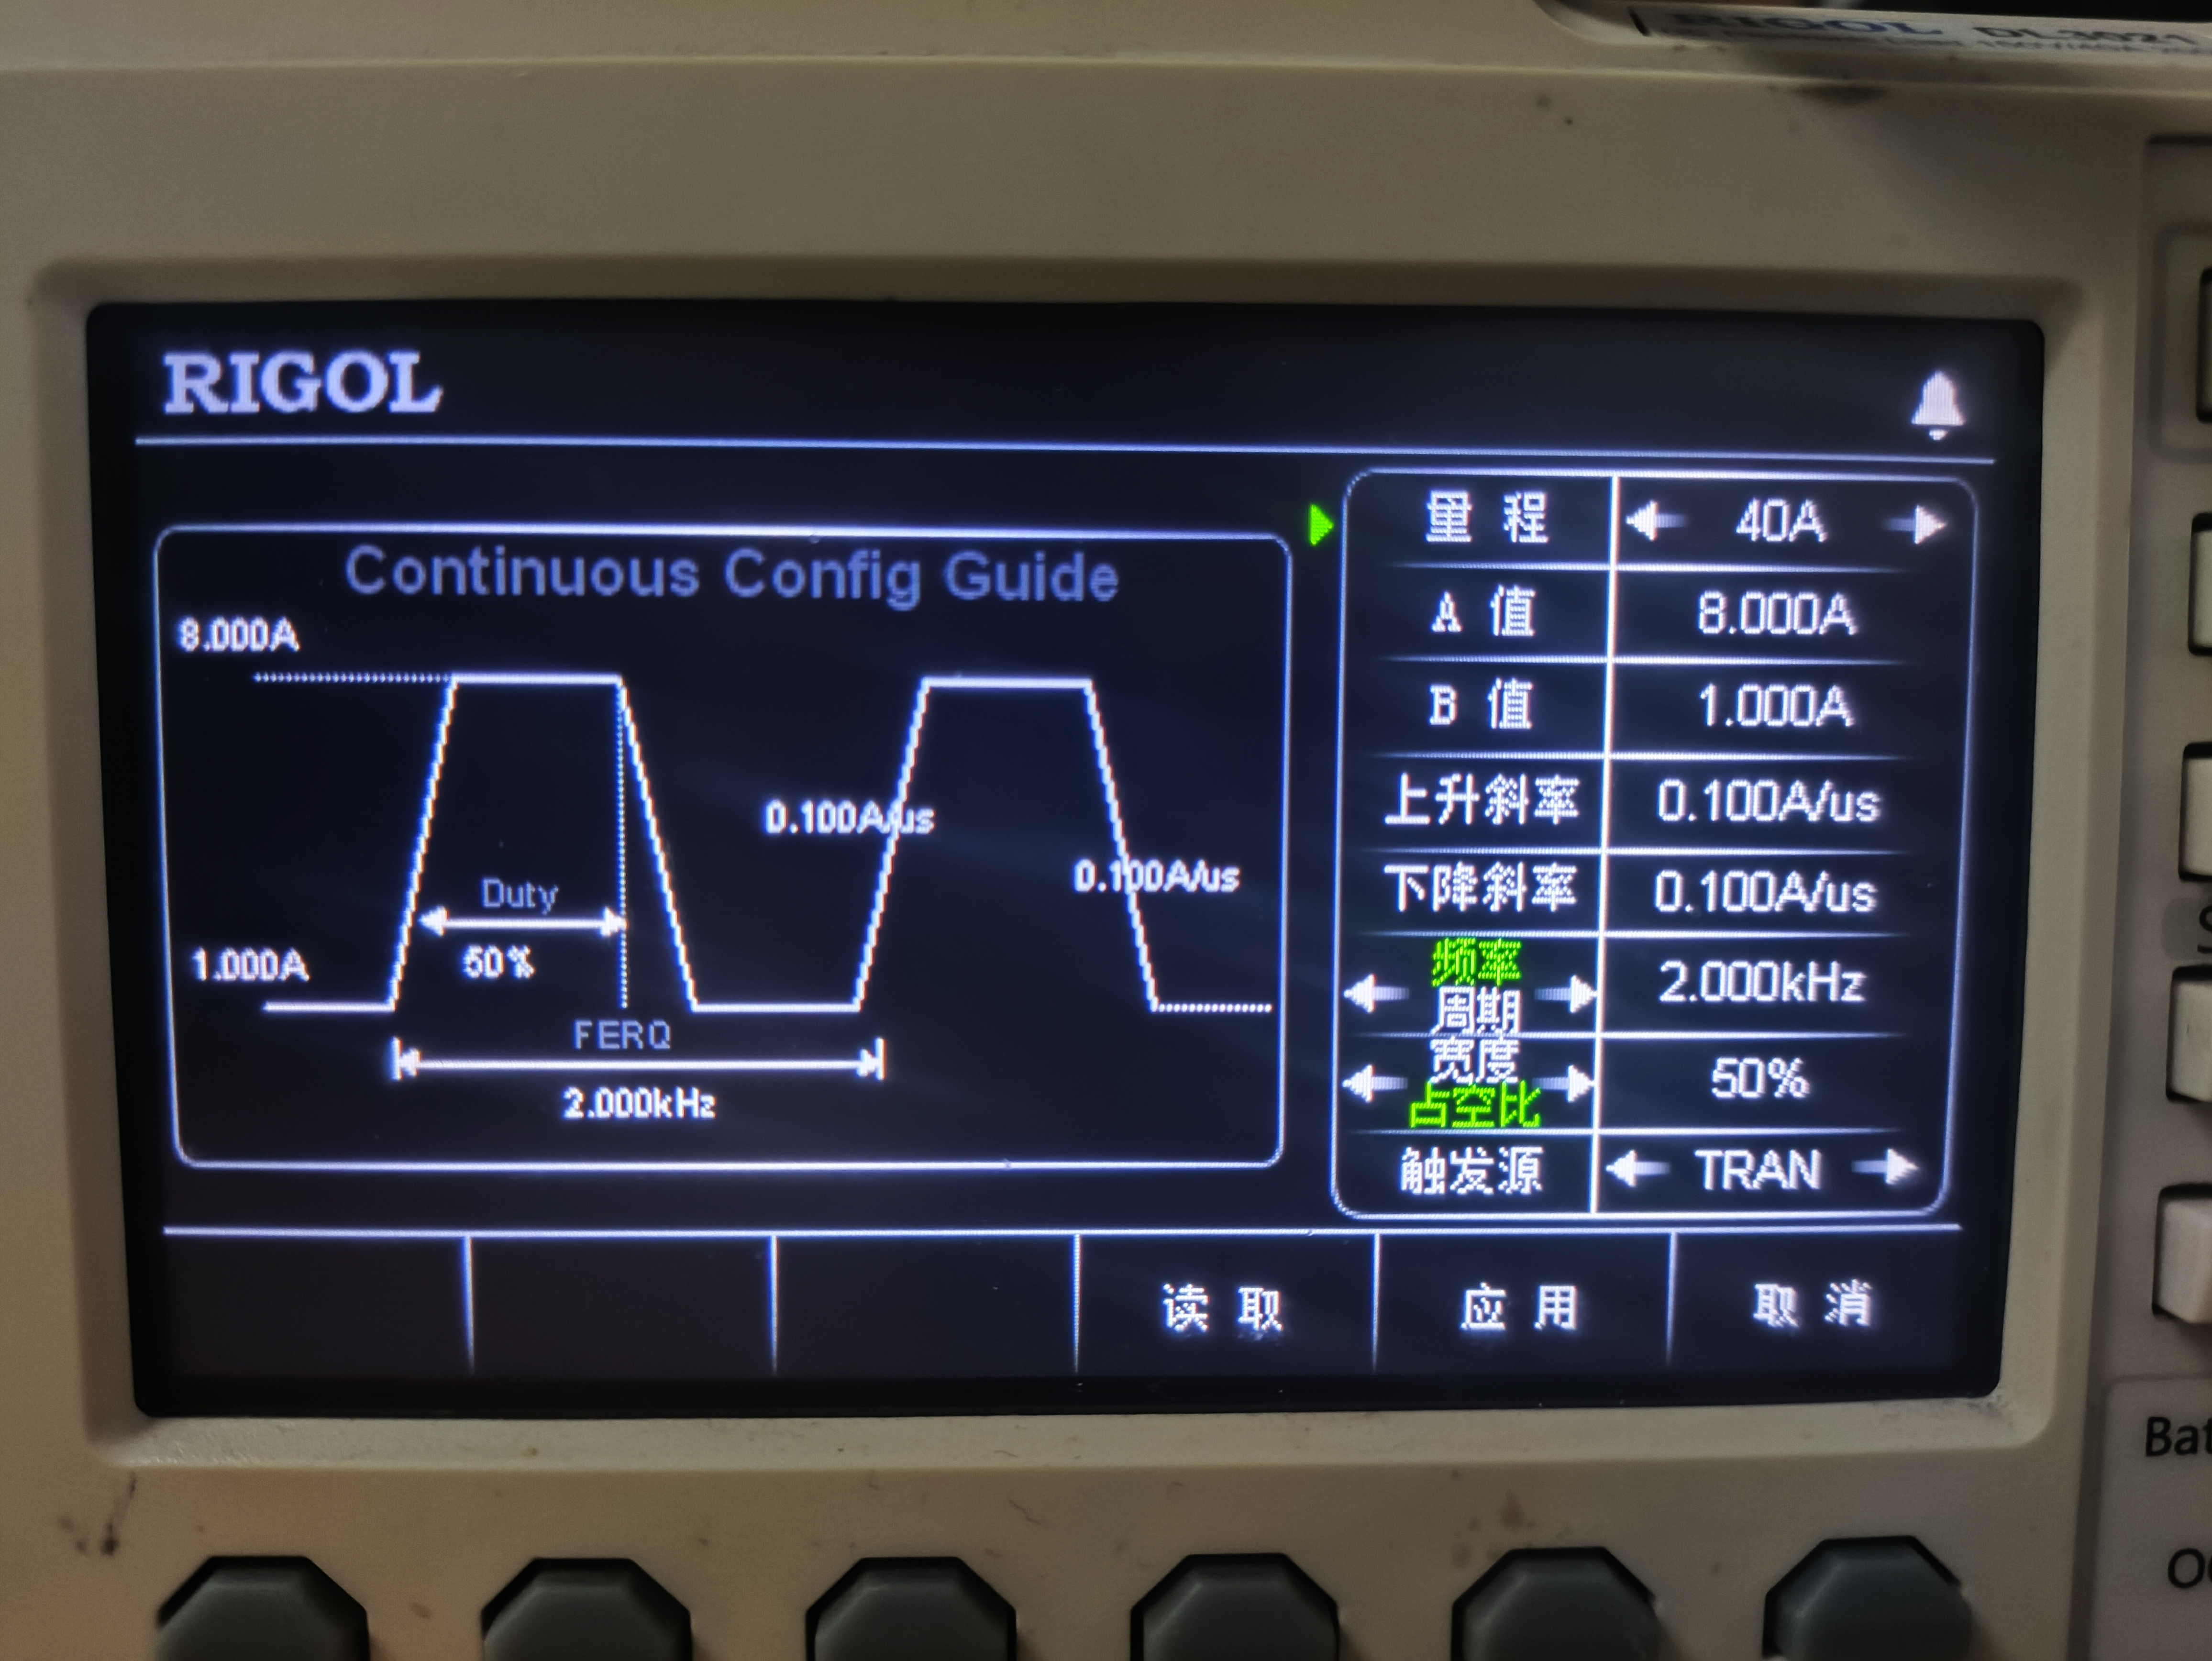 RIGOL DL3021
RIGOL
Continuous Config Guide
8.000A
0.100A/us
0.100A/us
Duty
50%
1.000A
FERQ
2.000kHz
量程 40A
A 值 8.000A
B 值 1.000A
上升斜率 0.100A/us
下降斜率 0.100A/us
频率
周期 2.000kHz
宽度
占空比 50%
触发源 TRAN
读取 应用 取消
Bat